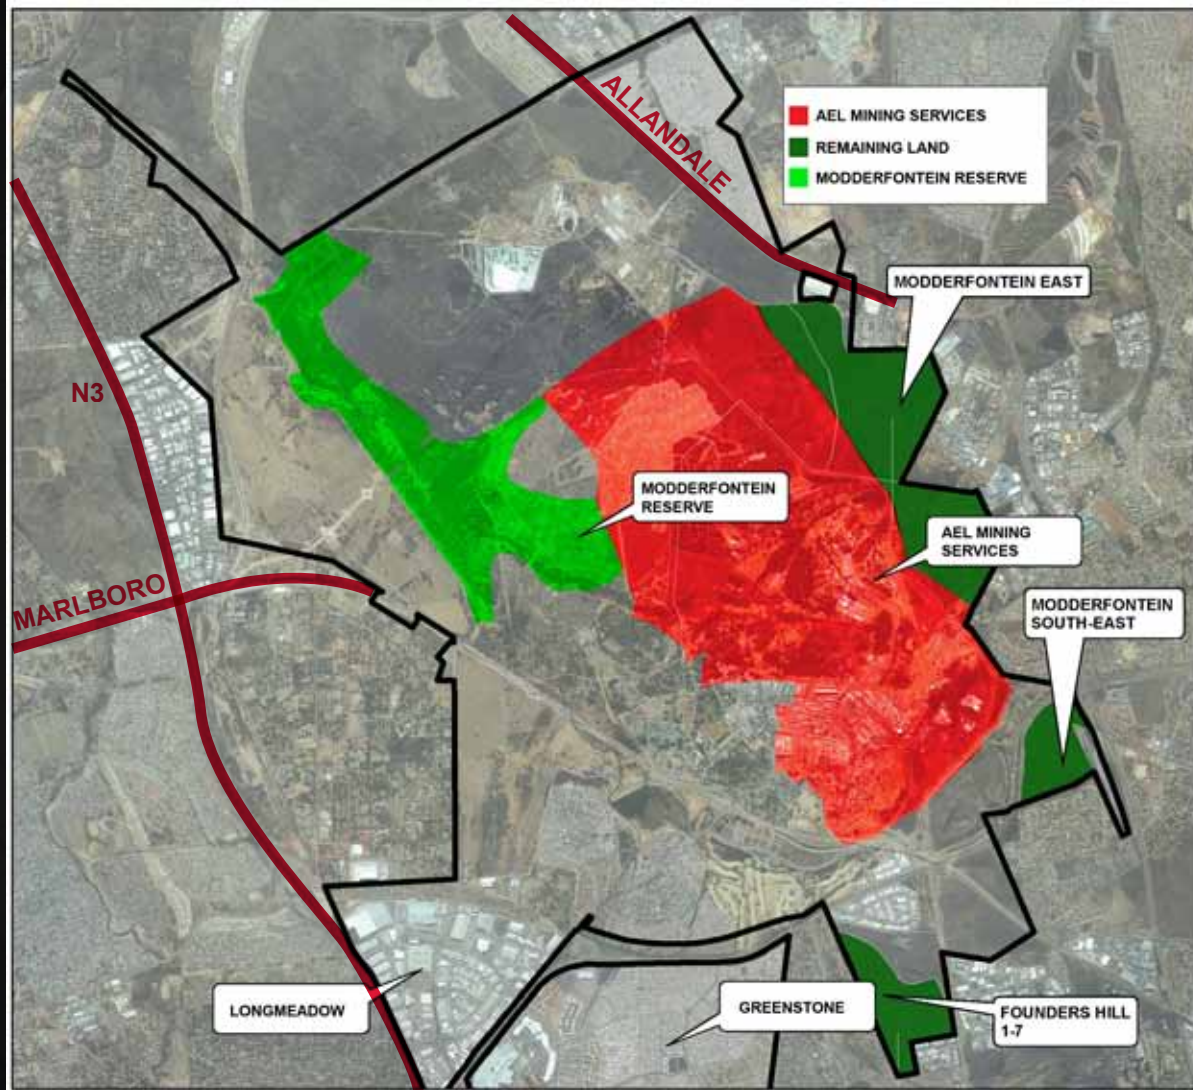 ALLANDALE
AEL MINING SERVICES
REMAINING LAND
MODDERFONTEIN RESERVE
MODDERFONTEIN EAST
N3
MODDERFONTEIN
RESERVE
AEL MINING
SERVICES
MARLBORO
MODDERFONTEIN
SOUTH-EAST
LONGMEADOW
GREENSTONE
FOUNDERS HILL
1-7